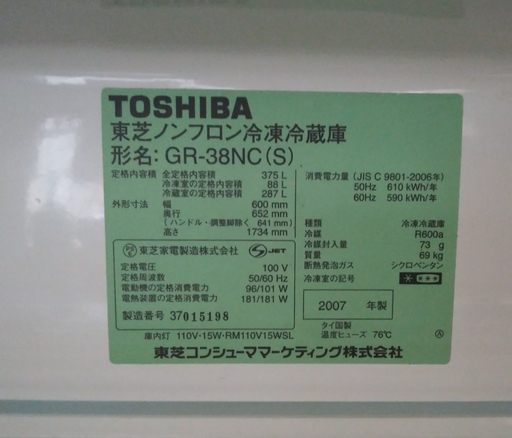 TOSHIBA
東芝ノンフロン冷凍冷蔵庫
形名: GR-38NC(S)
定格内容積 全定格内容積 375 L
冷凍室の定格内容積 88 L
冷蔵室の定格内容積 287 L
外形寸法 幅 600 mm
奥行 652 mm
(ハンドル・調整脚除く 641 mm)
高さ 1734 mm
消費電力量 (JIS C 9801-2006年)
50Hz 610 kWh/年
60Hz 590 kWh/年
種類 冷凍冷蔵庫
冷媒 R600a
冷媒封入量 73 g
質量 69 kg
断熱発泡ガス シクロペンタン
冷凍室の記号
東芝家電製造株式会社 JET
定格電圧 100 V
定格周波数 50/60 Hz
電動機の定格消費電力 96/101 W
電熱装置の定格消費電力 181/181 W
製造番号 37015198
2007 年製
タイ国製
温度ヒューズ 76℃
庫内灯 110V-15W-RM110V15WSL
東芝コンシューママーケティング株式会社